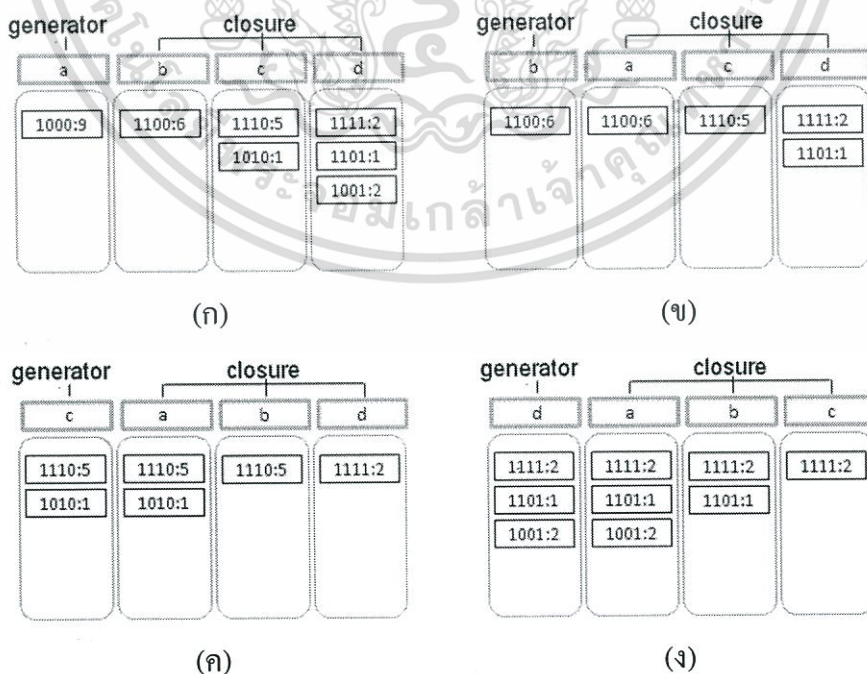 generator closure
a b c d
1000:9 1100:6 1110:5 1111:2
1010:1 1101:1
1001:2
(ก)
generator closure
b a c d
1100:6 1100:6 1110:5 1111:2
1101:1
(ข)
generator closure
c a b d
1110:5 1110:5 1110:5 1111:2
1010:1 1010:1
(ค)
generator closure
d a b c
1111:2 1111:2 1111:2 1111:2
1101:1 1101:1 1101:1
1001:2 1001:2
(ง)